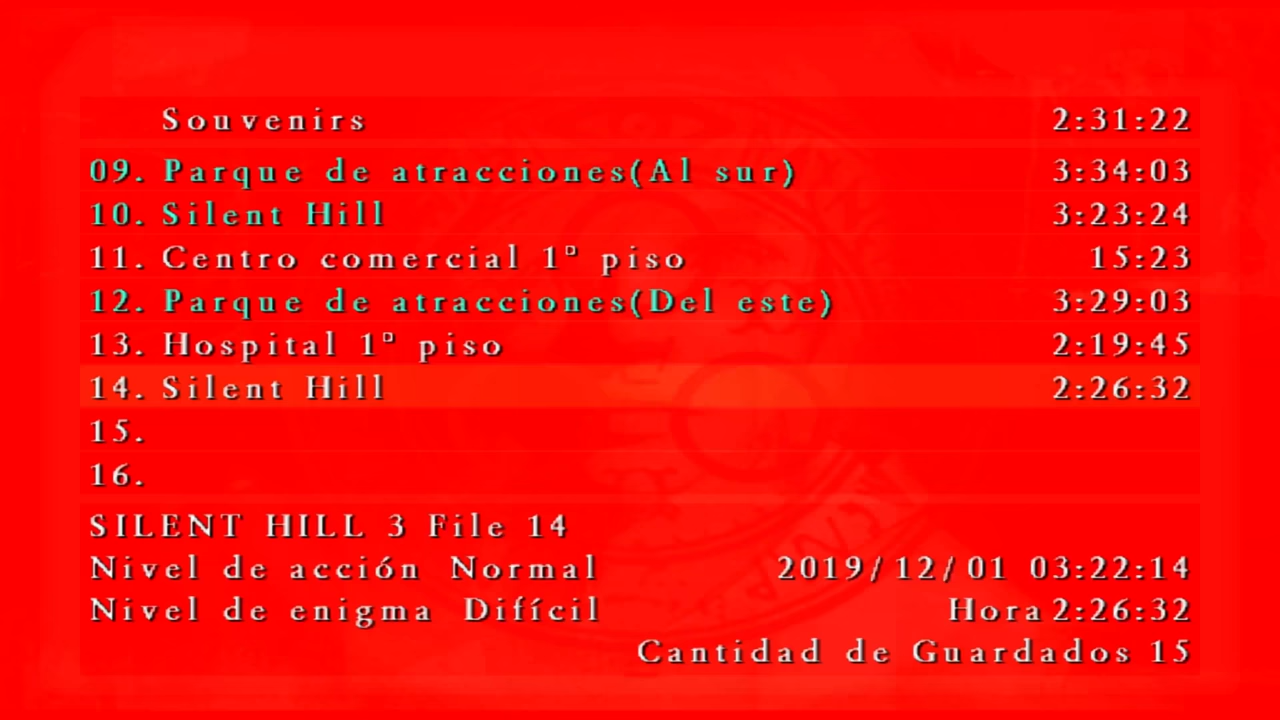 Souvenirs 2:31:22
09. Parque de atracciones(Al sur) 3:34:03
10. Silent Hill 3:23:24
11. Centro comercial 1º piso 15:23
12. Parque de atracciones(Del este) 3:29:03
13. Hospital 1º piso 2:19:45
14. Silent Hill 2:26:32
15.
16.
SILENT HILL 3 File 14
Nivel de acción Normal 2019/12/01 03:22:14
Nivel de enigma Difícil Hora 2:26:32
Cantidad de Guardados 15